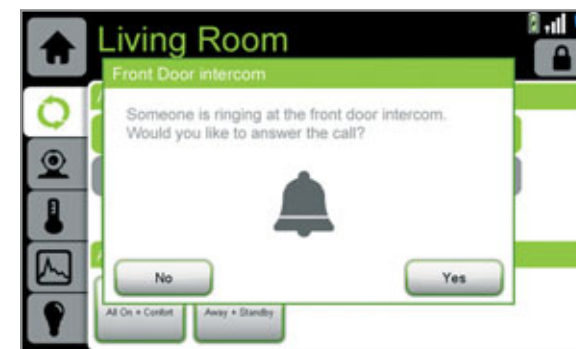 Living Room
Front Door intercom
Someone is ringing at the front door intercom.
Would you like to answer the call?
No
Yes
All On + Confort
Away + Standby